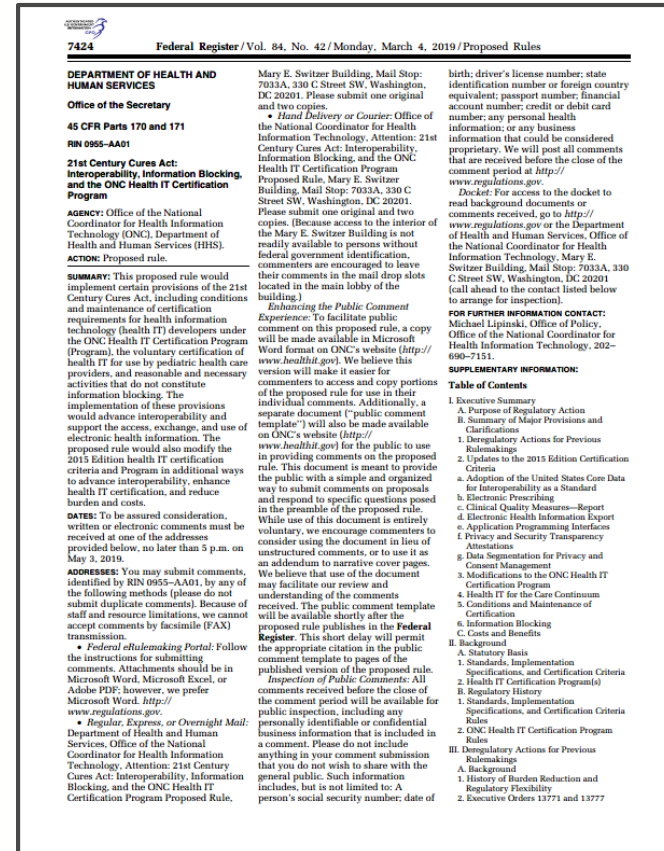 AUTHENTICATED
U.S. GOVERNMENT
INFORMATION
GPO
7424 Federal Register / Vol. 84, No. 42 / Monday, March 4, 2019 / Proposed Rules
DEPARTMENT OF HEALTH AND
HUMAN SERVICES
Office of the Secretary
45 CFR Parts 170 and 171
RIN 0955–AA01
21st Century Cures Act:
Interoperability, Information Blocking,
and the ONC Health IT Certification
Program
AGENCY: Office of the National
Coordinator for Health Information
Technology (ONC), Department of
Health and Human Services (HHS).
ACTION: Proposed rule.
SUMMARY: This proposed rule would
implement certain provisions of the 21st
Century Cures Act, including conditions
and maintenance of certification
requirements for health information
technology (health IT) developers under
the ONC Health IT Certification Program
(Program), the voluntary certification of
health IT for use by pediatric health care
providers, and reasonable and necessary
activities that do not constitute
information blocking. The
implementation of these provisions
would advance interoperability and
support the access, exchange, and use of
electronic health information. The
proposed rule would also modify the
2015 Edition health IT certification
criteria and Program in additional ways
to advance interoperability, enhance
health IT certification, and reduce
burden and costs.
DATES: To be assured consideration,
written or electronic comments must be
received at one of the addresses
provided below, no later than 5 p.m. on
May 3, 2019.
ADDRESSES: You may submit comments,
identified by RIN 0955–AA01, by any of
the following methods (please do not
submit duplicate comments). Because of
staff and resource limitations, we cannot
accept comments by facsimile (FAX)
transmission.
• Federal eRulemaking Portal: Follow
the instructions for submitting
comments. Attachments should be in
Microsoft Word, Microsoft Excel, or
Adobe PDF; however, we prefer
Microsoft Word. http://
www.regulations.gov.
• Regular, Express, or Overnight Mail:
Department of Health and Human
Services, Office of the National
Coordinator for Health Information
Technology, Attention: 21st Century
Cures Act: Interoperability, Information
Blocking, and the ONC Health IT
Certification Program Proposed Rule,
Mary E. Switzer Building, Mail Stop:
7033A, 330 C Street SW, Washington,
DC 20201. Please submit one original
and two copies.
• Hand Delivery or Courier: Office of
the National Coordinator for Health
Information Technology, Attention: 21st
Century Cures Act: Interoperability,
Information Blocking, and the ONC
Health IT Certification Program
Proposed Rule, Mary E. Switzer
Building, Mail Stop: 7033A, 330 C
Street SW, Washington, DC 20201.
Please submit one original and two
copies. (Because access to the interior of
the Mary E. Switzer Building is not
readily available to persons without
federal government identification,
commenters are encouraged to leave
their comments in the mail drop slots
located in the main lobby of the
building.)
Enhancing the Public Comment
Experience: To facilitate public
comment on this proposed rule, a copy
will be made available in Microsoft
Word format on ONC's website (http://
www.healthit.gov). We believe this
version will make it easier for
commenters to access and copy portions
of the proposed rule for use in their
individual comments. Additionally, a
separate document (''public comment
template'') will also be made available
on ONC's website (http://
www.healthit.gov) for the public to use
in providing comments on the proposed
rule. This document is meant to provide
the public with a simple and organized
way to submit comments on proposals
and respond to specific questions posed
in the preamble of the proposed rule.
While use of this document is entirely
voluntary, we encourage commenters to
consider using the document in lieu of
unstructured comments, or to use it as
an addendum to narrative cover pages.
We believe that use of the document
may facilitate our review and
understanding of the comments
received. The public comment template
will be available shortly after the
proposed rule publishes in the Federal
Register. This short delay will permit
the appropriate citation in the public
comment template to pages of the
published version of the proposed rule.
Inspection of Public Comments: All
comments received before the close of
the comment period will be available for
public inspection, including any
personally identifiable or confidential
business information that is included in
a comment. Please do not include
anything in your comment submission
that you do not wish to share with the
general public. Such information
includes, but is not limited to: A
person's social security number; date of
birth; driver's license number; state
identification number or foreign country
equivalent; passport number; financial
account number; credit or debit card
number; any personal health
information; or any business
information that could be considered
proprietary. We will post all comments
that are received before the close of the
comment period at http://
www.regulations.gov.
Docket: For access to the docket to
read background documents or
comments received, go to http://
www.regulations.gov or the Department
of Health and Human Services, Office of
the National Coordinator for Health
Information Technology, Mary E.
Switzer Building, Mail Stop: 7033A, 330
C Street SW, Washington, DC 20201
(call ahead to the contact listed below
to arrange for inspection).
FOR FURTHER INFORMATION CONTACT:
Michael Lipinski, Office of Policy,
Office of the National Coordinator for
Health Information Technology, 202–
690–7151.
SUPPLEMENTARY INFORMATION:
Table of Contents
I. Executive Summary
A. Purpose of Regulatory Action
B. Summary of Major Provisions and
Clarifications
1. Deregulatory Actions for Previous
Rulemakings
2. Updates to the 2015 Edition Certification
Criteria
a. Adoption of the United States Core Data
for Interoperability as a Standard
b. Electronic Prescribing
c. Clinical Quality Measures—Report
d. Electronic Health Information Export
e. Application Programming Interfaces
f. Privacy and Security Transparency
Attestations
g. Data Segmentation for Privacy and
Consent Management
3. Modifications to the ONC Health IT
Certification Program
4. Health IT for the Care Continuum
5. Conditions and Maintenance of
Certification
6. Information Blocking
C. Costs and Benefits
II. Background
A. Statutory Basis
1. Standards, Implementation
Specifications, and Certification Criteria
2. Health IT Certification Program(s)
B. Regulatory History
1. Standards, Implementation
Specifications, and Certification Criteria
Rules
2. ONC Health IT Certification Program
Rules
III. Deregulatory Actions for Previous
Rulemakings
A. Background
1. History of Burden Reduction and
Regulatory Flexibility
2. Executive Orders 13771 and 13777